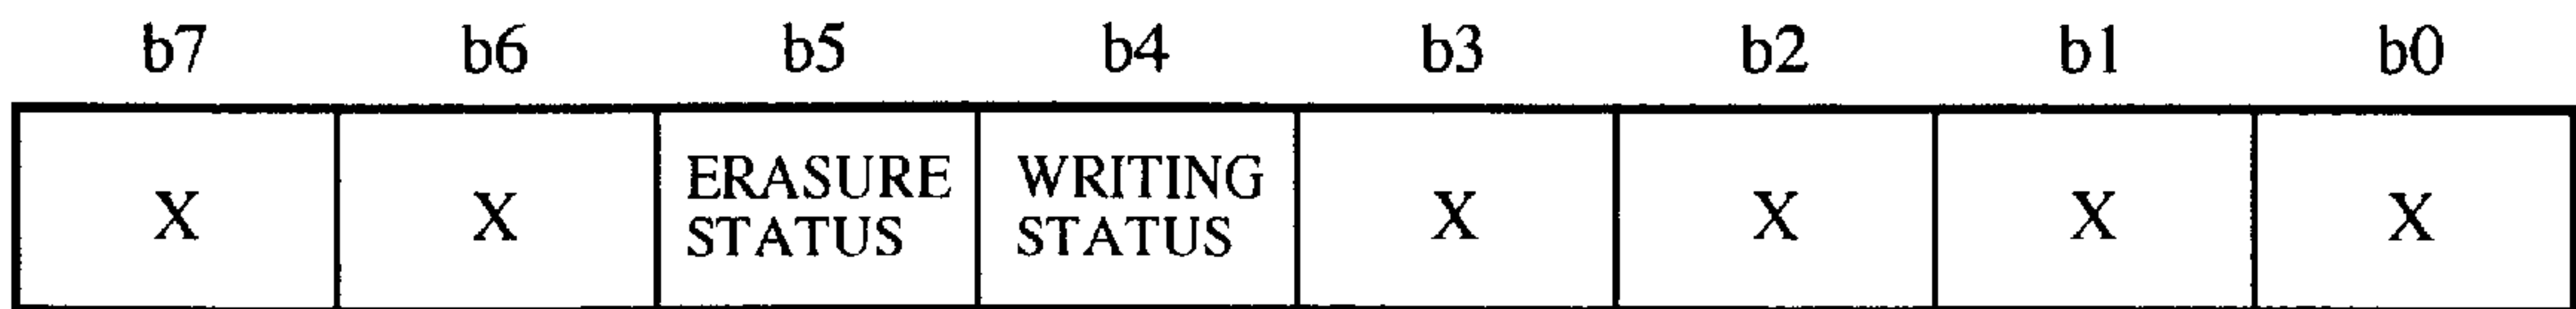 b7 b6 b5 b4 b3 b2 b1 b0
X X ERASURE STATUS WRITING STATUS X X X X